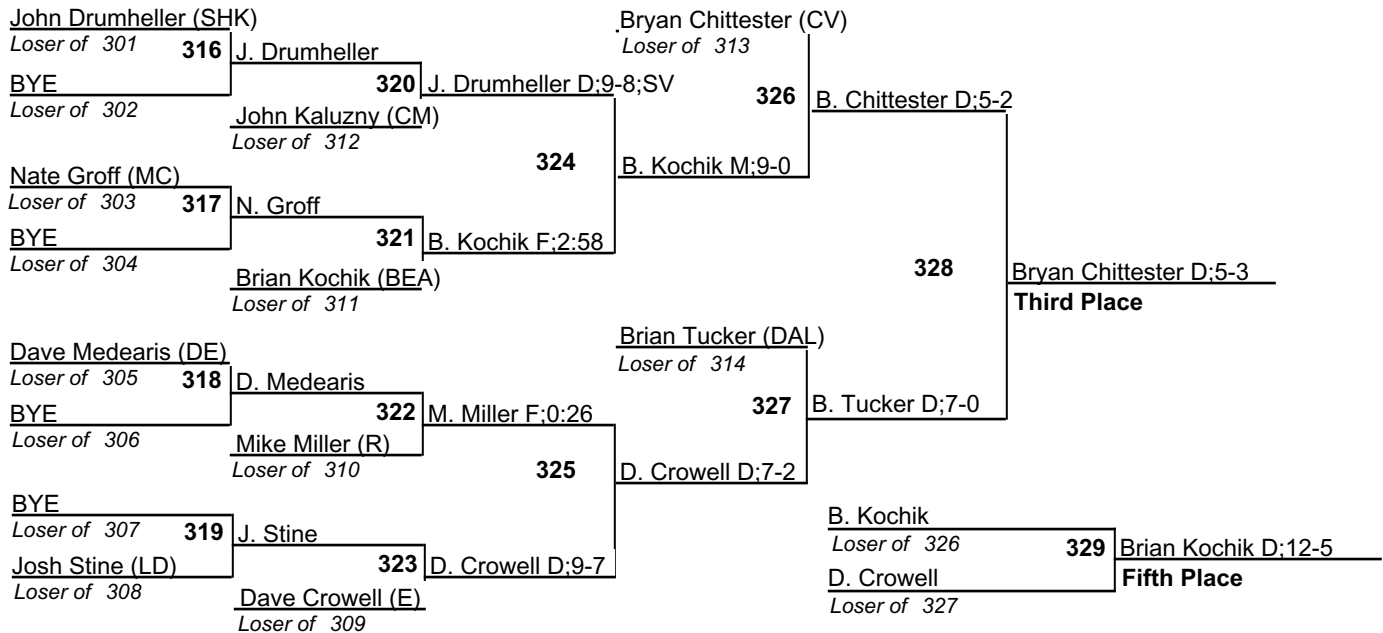 John Drumheller (SHK)
Loser of 301
316
J. Drumheller
BYE
Loser of 302
320
J. Drumheller D;9-8;SV
John Kaluzny (CM)
Loser of 312
Nate Groff (MC)
Loser of 303
317
N. Groff
BYE
Loser of 304
321
B. Kochik F;2:58
Brian Kochik (BEA)
Loser of 311
324
B. Kochik M;9-0
Bryan Chittester (CV)
Loser of 313
326
B. Chittester D;5-2
Dave Medearis (DE)
Loser of 305
318
D. Medearis
BYE
Loser of 306
322
M. Miller F;0:26
Mike Miller (R)
Loser of 310
BYE
Loser of 307
319
J. Stine
Josh Stine (LD)
Loser of 308
323
D. Crowell D;9-7
Dave Crowell (E)
Loser of 309
325
D. Crowell D;7-2
Brian Tucker (DAL)
Loser of 314
327
B. Tucker D;7-0
328
Bryan Chittester D;5-3
Third Place
B. Kochik
Loser of 326
329
Brian Kochik D;12-5
D. Crowell
Loser of 327
Fifth Place